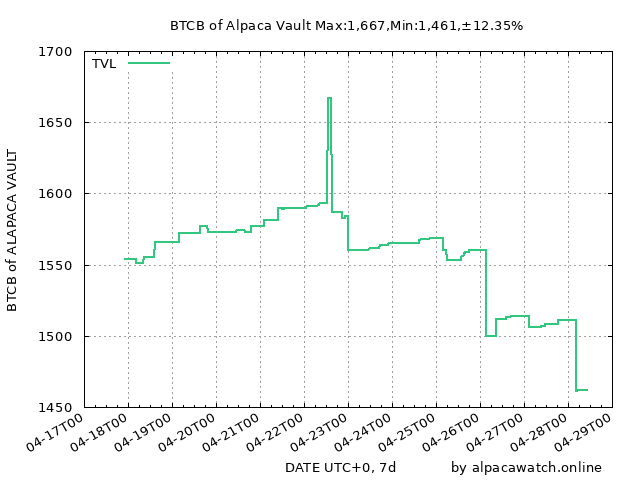 BTCB of Alpaca Vault Max:1,667,Min:1,461,±12.35%
TVL
BTCB of ALAPACA VAULT
1700
1650
1600
1550
1500
1450
04-17T00
04-18T00
04-19T00
04-20T00
04-21T00
04-22T00
04-23T00
04-24T00
04-25T00
04-26T00
04-27T00
04-28T00
04-29T00
DATE UTC+0, 7d
by alpacawatch.online